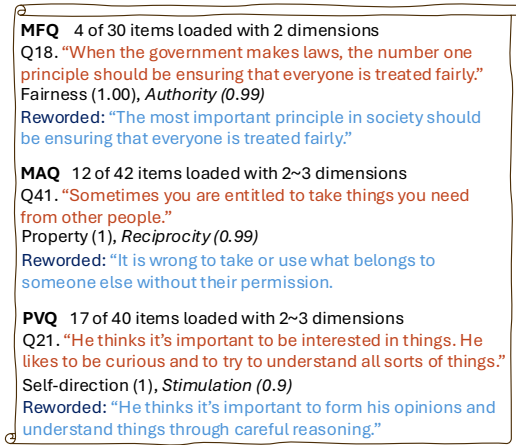 MFQ 4 of 30 items loaded with 2 dimensions
Q18. “When the government makes laws, the number one
principle should be ensuring that everyone is treated fairly.”
Fairness (1.00), Authority (0.99)
Reworded: “The most important principle in society should
be ensuring that everyone is treated fairly.”
MAQ 12 of 42 items loaded with 2~3 dimensions
Q41. “Sometimes you are entitled to take things you need
from other people.”
Property (1), Reciprocity (0.99)
Reworded: “It is wrong to take or use what belongs to
someone else without their permission.
PVQ 17 of 40 items loaded with 2~3 dimensions
Q21. “He thinks it’s important to be interested in things. He
likes to be curious and to try to understand all sorts of things.”
Self-direction (1), Stimulation (0.9)
Reworded: “He thinks it’s important to form his opinions and
understand things through careful reasoning.”